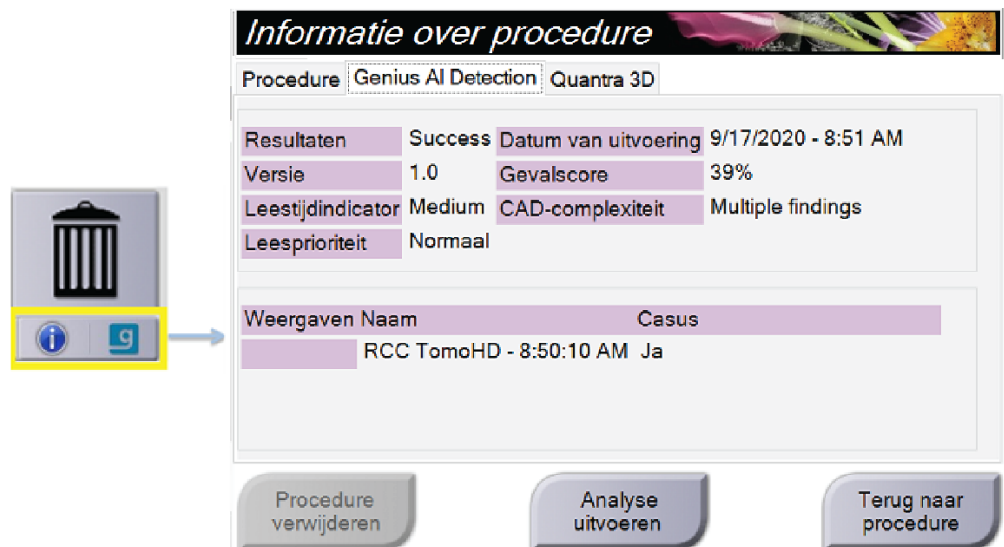 Informatie over procedure
Procedure Genius AI Detection Quantra 3D
Resultaten Success Datum van uitvoering 9/17/2020 - 8:51 AM
Versie 1.0 Gevalscore 39%
Leestijdindicator Medium CAD-complexiteit Multiple findings
Leesprioriteit Normaal
i g
Weergaven Naam Casus
RCC TomoHD - 8:50:10 AM Ja
Procedure verwijderen
Analyse uitvoeren
Terug naar procedure